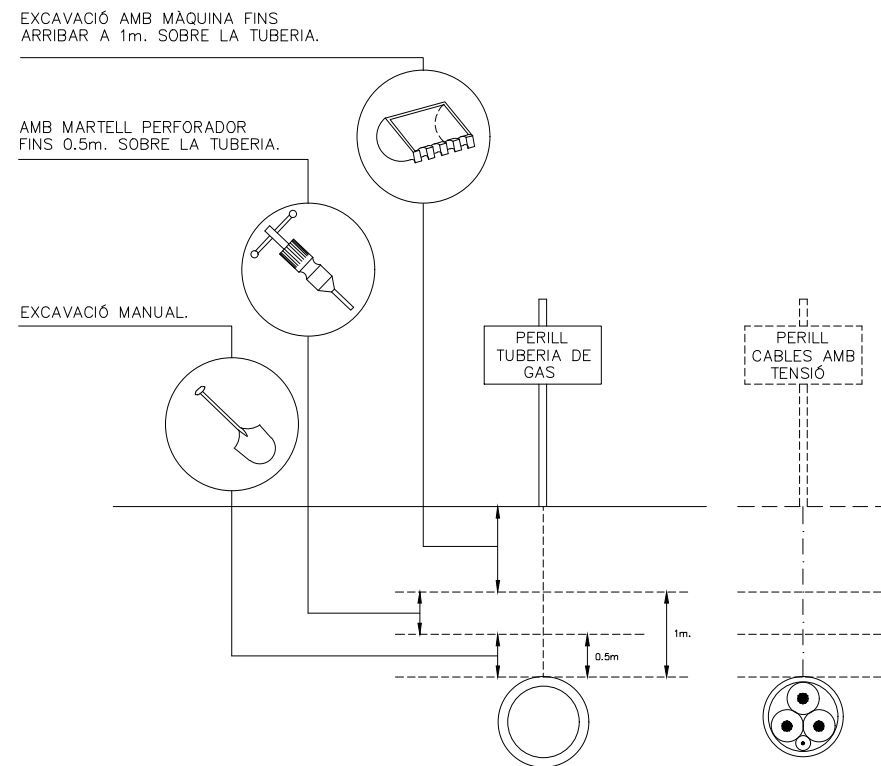 EXCAVACIÓ AMB MÀQUINA FINS
ARRIBAR A 1m. SOBRE LA TUBERIA.
AMB MARTELL PERFORADOR
FINS 0.5m. SOBRE LA TUBERIA.
EXCAVACIÓ MANUAL.
PERILL
TUBERIA DE
GAS
PERILL
CABLES AMB
TENSIÓ
1m.
0.5m